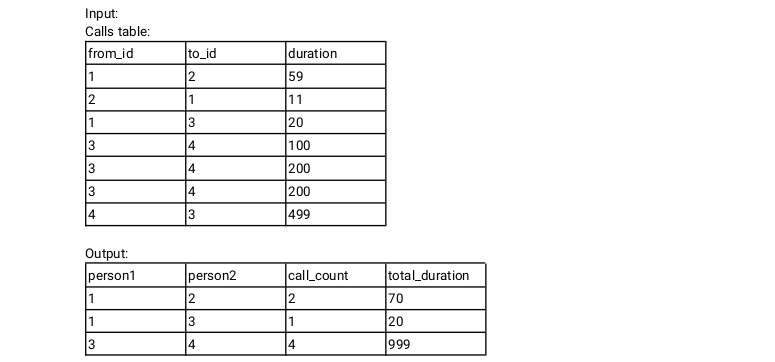 Input:
Calls table:
from_id to_id duration
1 2 59
2 1 11
1 3 20
3 4 100
3 4 200
3 4 200
4 3 499
Output:
person1 person2 call_count total_duration
1 2 2 70
1 3 1 20
3 4 4 999